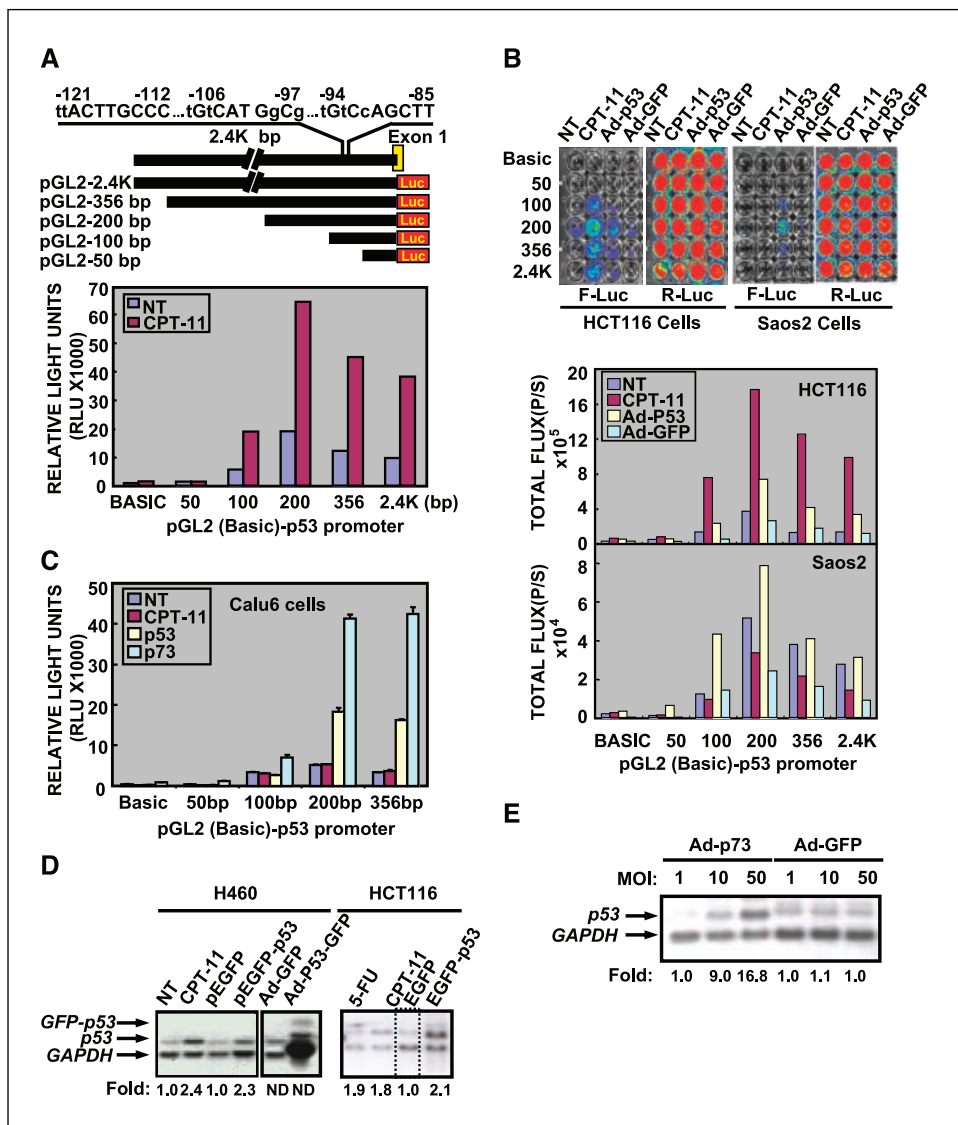 A
-121 -112 -106 -97 -94 -85
ttACTTGCCC...tGtCAT GgCg...tGtCcAGCTT
2.4K bp
Exon 1
pGL2-2.4K
Luc
pGL2-356 bp
Luc
pGL2-200 bp
Luc
pGL2-100 bp
Luc
pGL2-50 bp
Luc
RELATIVE LIGHT UNITS
(RLU X1000)
70
60
50
40
30
20
10
0
NT
CPT-11
BASIC 50 100 200 356 2.4K (bp)
pGL2 (Basic)-p53 promoter
B
NT CPT-11 Ad-p53 Ad-GFP NT CPT-11 Ad-p53 Ad-GFP NT CPT-11 Ad-p53 Ad-GFP NT CPT-11 Ad-p53 Ad-GFP
Basic
50
100
200
356
2.4K
F-Luc R-Luc F-Luc R-Luc
HCT116 Cells Saos2 Cells
TOTAL FLUX(P/S)
x10^5
20
16
12
8
4
0
NT
CPT-11
Ad-P53
Ad-GFP
HCT116
TOTAL FLUX(P/S)
x10^4
8
6
4
2
0
Saos2
BASIC 50 100 200 356 2.4K
pGL2 (Basic)-p53 promoter
C
RELATIVE LIGHT UNITS
(RLU X1000)
50
40
30
20
10
0
NT
CPT-11
p53
p73
Calu6 cells
Basic 50bp 100bp 200bp 356bp
pGL2 (Basic)-p53 promoter
D
H460 HCT116
NT CPT-11 pEGFP pEGFP-p53 Ad-GFP Ad-P53-GFP 5-FU CPT-11 EGFP EGFP-p53
GFP-p53
p53
GAPDH
Fold: 1.0 2.4 1.0 2.3 ND ND 1.9 1.8 1.0 2.1
E
Ad-p73 Ad-GFP
MOI: 1 10 50 1 10 50
p53
GAPDH
Fold: 1.0 9.0 16.8 1.0 1.1 1.0